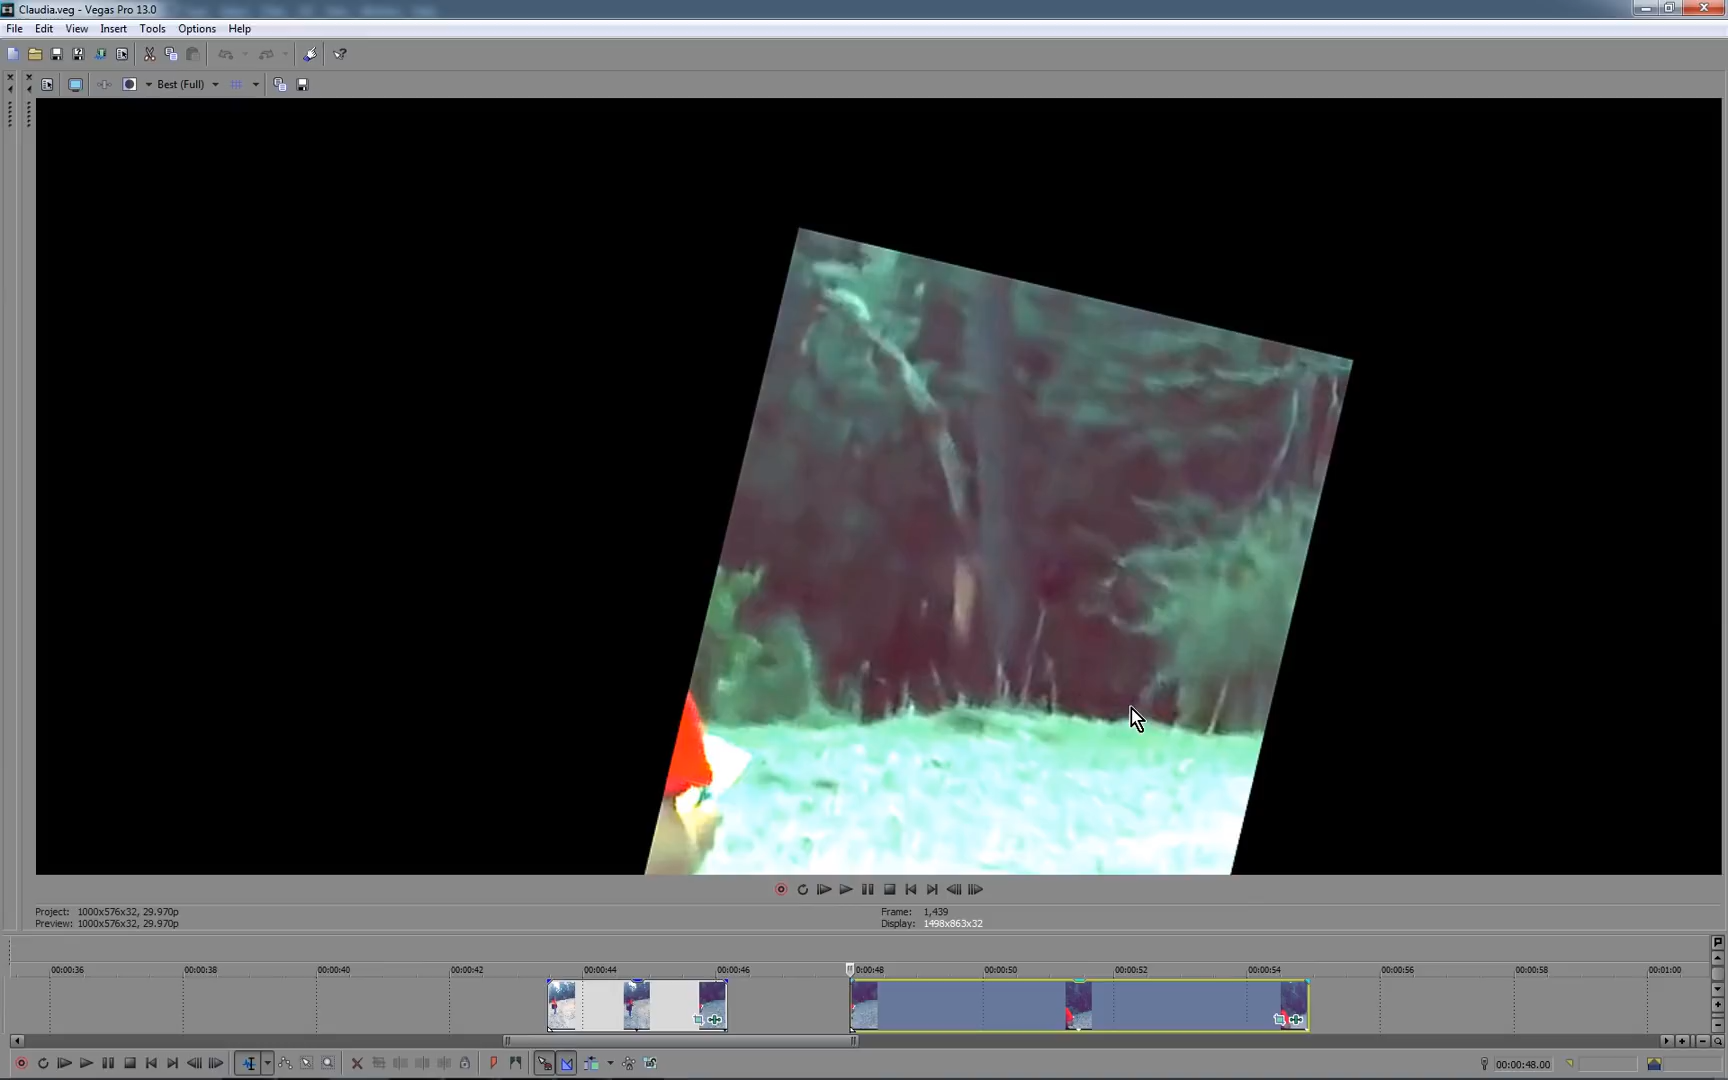 Claudia.veg - Vegas Pro 13.0
File Edit View Insert Tools Options Help
Best (Full)
Project: 1000x576x32, 29.970p
Preview: 1000x576x32, 29.970p
Frame: 1,439
Display: 1498x863x32
00:00:36 00:00:38 00:00:40 00:00:42 00:00:44 00:00:46 0:00:48 00:00:50 00:00:52 00:00:54 00:00:56 00:00:58 00:01:00
00:00:48.00